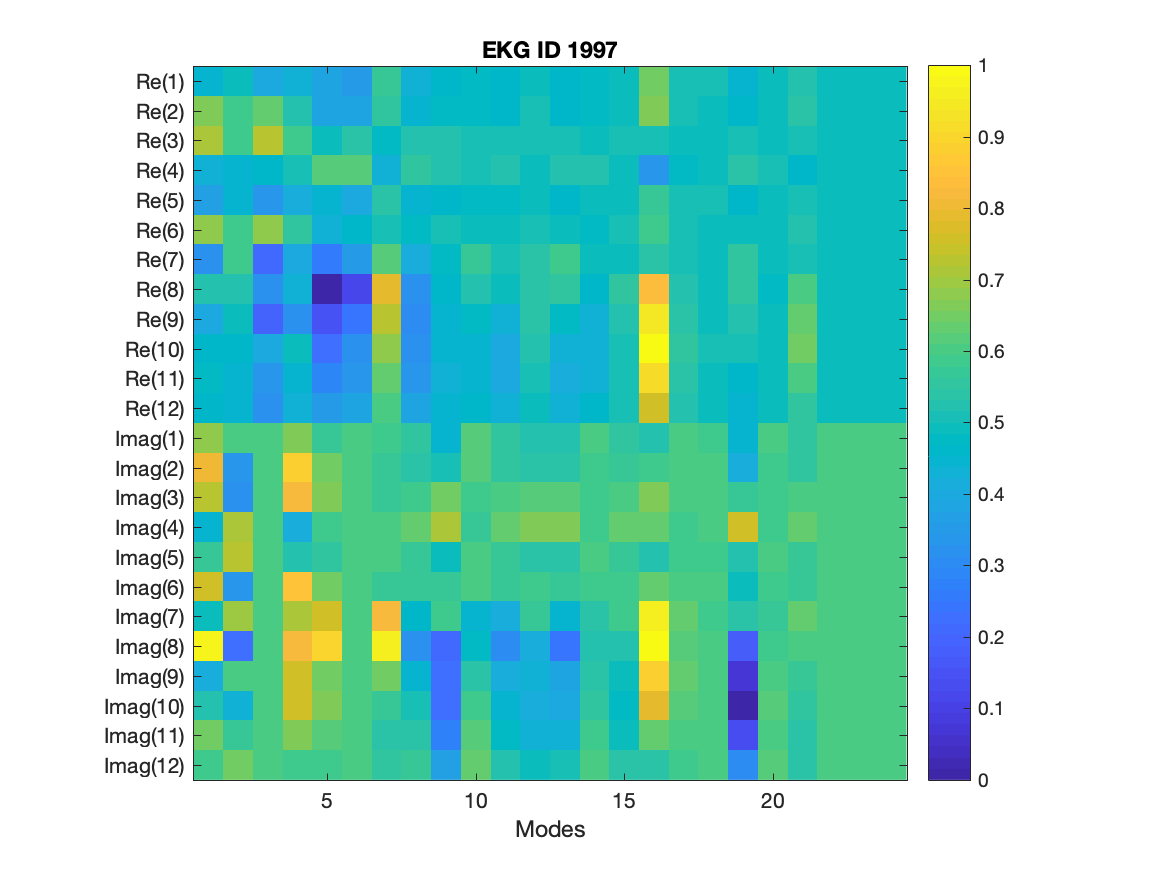 EKG ID 1997
Re(1)
Re(2)
Re(3)
Re(4)
Re(5)
Re(6)
Re(7)
Re(8)
Re(9)
Re(10)
Re(11)
Re(12)
Imag(1)
Imag(2)
Imag(3)
Imag(4)
Imag(5)
Imag(6)
Imag(7)
Imag(8)
Imag(9)
Imag(10)
Imag(11)
Imag(12)
5 10 15 20
Modes
1
0.9
0.8
0.7
0.6
0.5
0.4
0.3
0.2
0.1
0